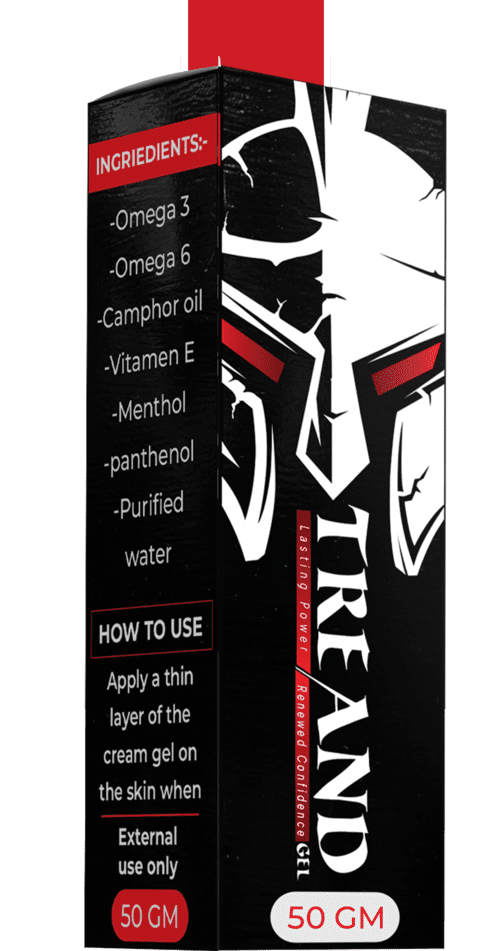 INGRIEDIENTS:-
-Omega 3
-Omega 6
-Camphor oil
-Vitamen E
-Menthol
-panthenol
-Purified
water
HOW TO USE
Apply a thin
layer of the
cream gel on
the skin when
External
use only
50 GM
TREAND
Lasting Power
Renewed Confidence
GEL
50 GM